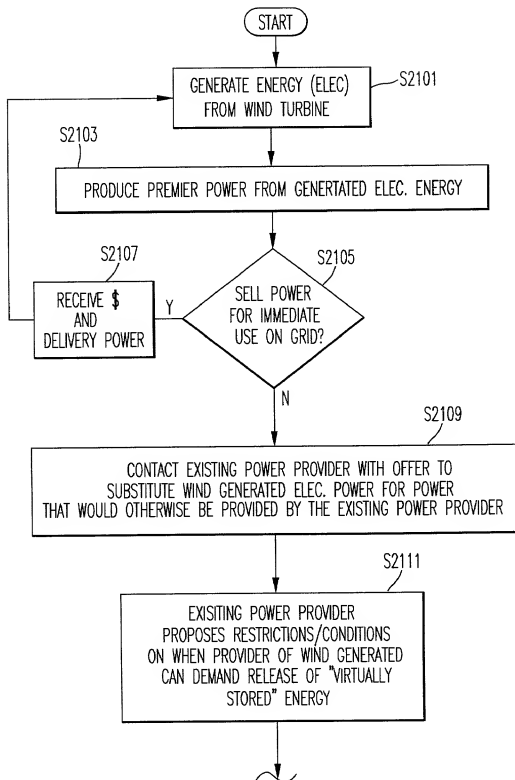 START
GENERATE ENERGY (ELEC)
FROM WIND TURBINE
S2101
S2103
PRODUCE PREMIER POWER FROM GENERTATED ELEC. ENERGY
S2107
RECEIVE $
AND
DELIVERY POWER
Y
S2105
SELL POWER
FOR IMMEDIATE
USE ON GRID?
N
S2109
CONTACT EXISTING POWER PROVIDER WITH OFFER TO
SUBSTITUTE WIND GENERATED ELEC. POWER FOR POWER
THAT WOULD OTHERWISE BE PROVIDED BY THE EXISTING POWER PROVIDER
S2111
EXISITING POWER PROVIDER
PROPOSES RESTRICTIONS/CONDITIONS
ON WHEN PROVIDER OF WIND GENERATED
CAN DEMAND RELEASE OF "VIRTUALLY
STORED" ENERGY